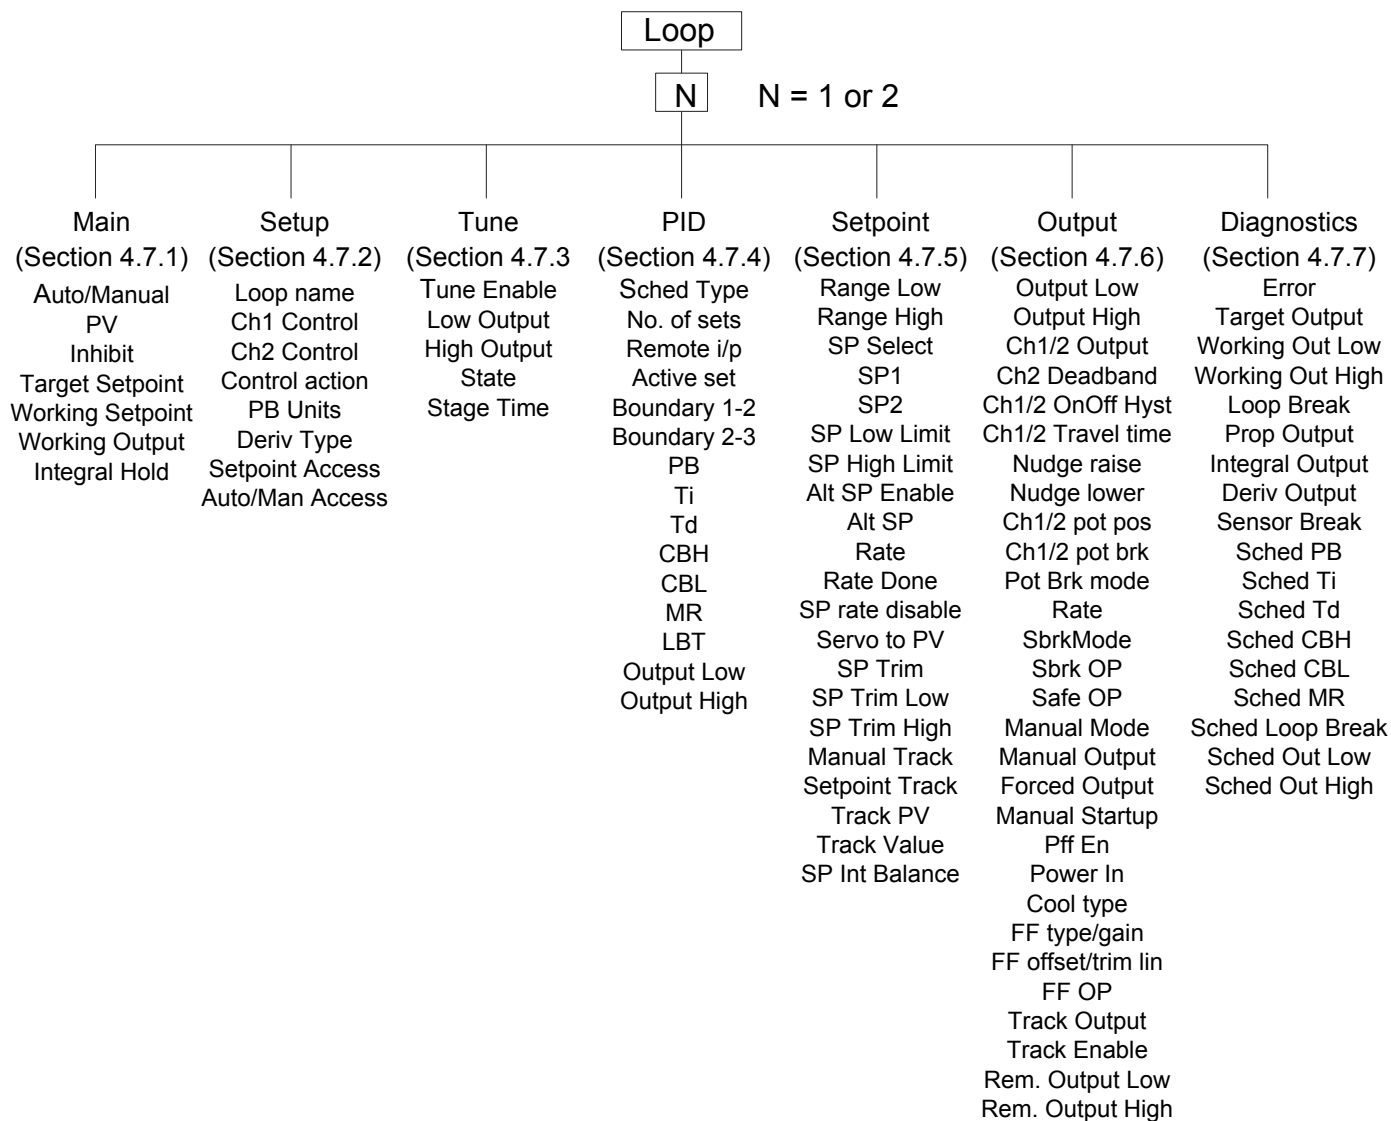 Loop
N
N = 1 or 2
Main
(Section 4.7.1)
Auto/Manual
PV
Inhibit
Target Setpoint
Working Setpoint
Working Output
Integral Hold
Setup
(Section 4.7.2)
Loop name
Ch1 Control
Ch2 Control
Control action
PB Units
Deriv Type
Setpoint Access
Auto/Man Access
Tune
(Section 4.7.3
Tune Enable
Low Output
High Output
State
Stage Time
PID
(Section 4.7.4)
Sched Type
No. of sets
Remote i/p
Active set
Boundary 1-2
Boundary 2-3
PB
Ti
Td
CBH
CBL
MR
LBT
Output Low
Output High
Setpoint
(Section 4.7.5)
Range Low
Range High
SP Select
SP1
SP2
SP Low Limit
SP High Limit
Alt SP Enable
Alt SP
Rate
Rate Done
SP rate disable
Servo to PV
SP Trim
SP Trim Low
SP Trim High
Manual Track
Setpoint Track
Track PV
Track Value
SP Int Balance
Output
(Section 4.7.6)
Output Low
Output High
Ch1/2 Output
Ch2 Deadband
Ch1/2 OnOff Hyst
Ch1/2 Travel time
Nudge raise
Nudge lower
Ch1/2 pot pos
Ch1/2 pot brk
Pot Brk mode
Rate
SbrkMode
Sbrk OP
Safe OP
Manual Mode
Manual Output
Forced Output
Manual Startup
Pff En
Power In
Cool type
FF type/gain
FF offset/trim lin
FF OP
Track Output
Track Enable
Rem. Output Low
Rem. Output High
Diagnostics
(Section 4.7.7)
Error
Target Output
Working Out Low
Working Out High
Loop Break
Prop Output
Integral Output
Deriv Output
Sensor Break
Sched PB
Sched Ti
Sched Td
Sched CBH
Sched CBL
Sched MR
Sched Loop Break
Sched Out Low
Sched Out High